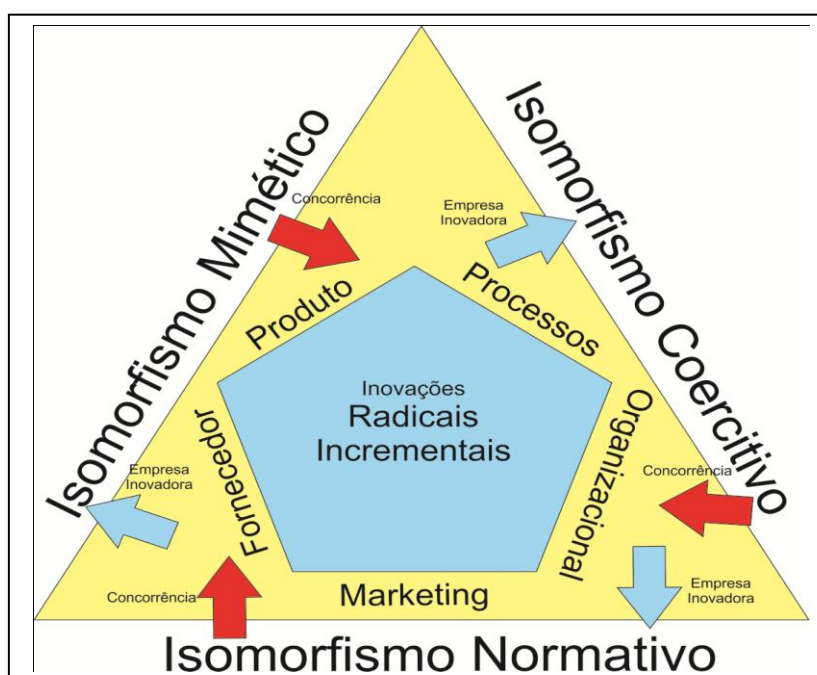 Isomorfismo Mimético
Isomorfismo Coercitivo
Concorrência
Empresa
Inovadora
Produto
Processos
Inovações
Radicais
Incrementais
Fornecedor
Organizacional
Empresa
Inovadora
Concorrência
Concorrência
Marketing
Empresa
Inovadora
Isomorfismo Normativo